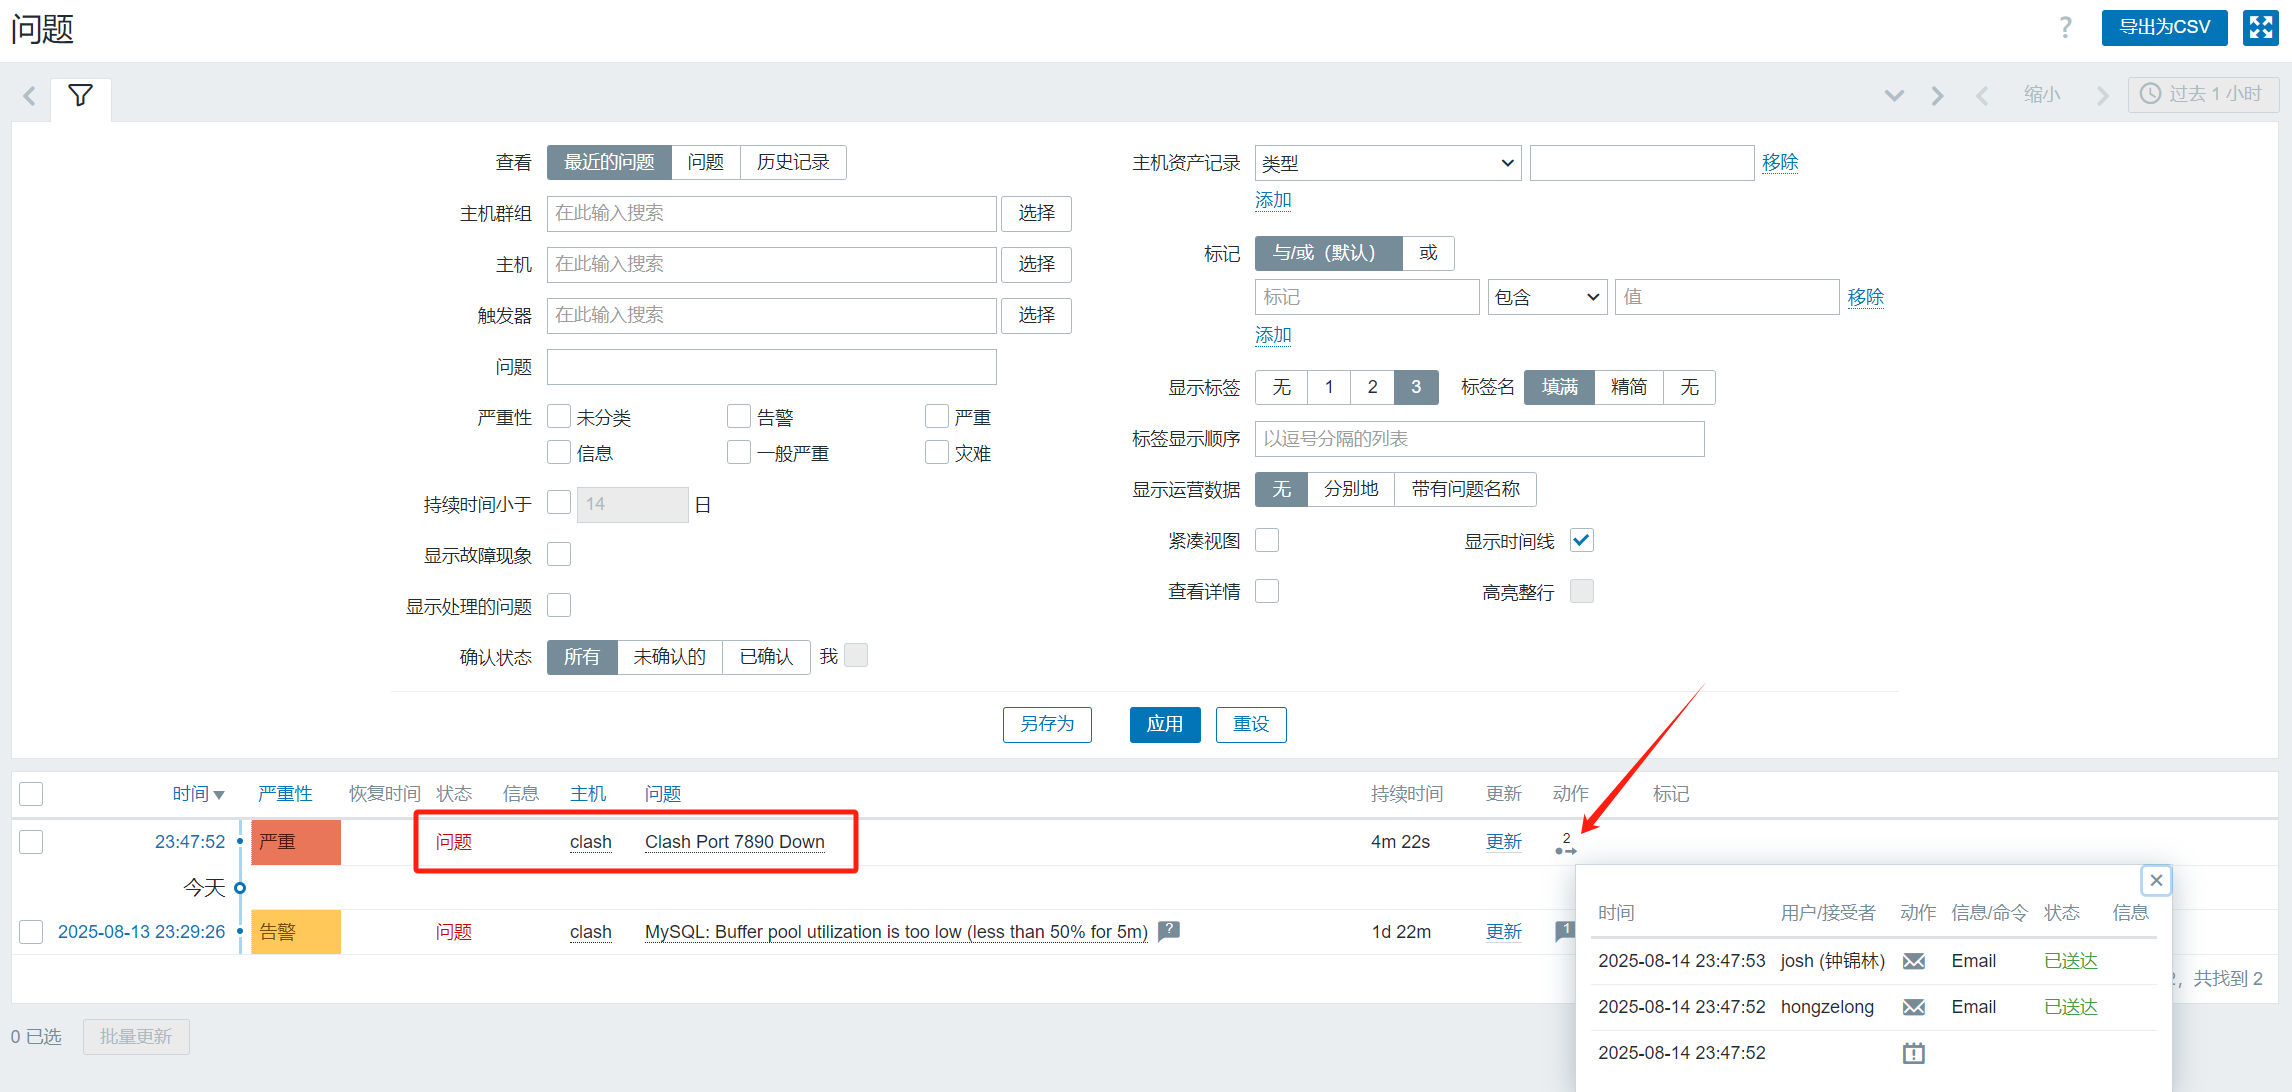 问题
? 导出为CSV
缩小 过去 1 小时
查看 最近的问题 问题 历史记录
主机群组 在此输入搜索 选择
主机 在此输入搜索 选择
触发器 在此输入搜索 选择
问题
严重性 未分类 告警 严重
信息 一般严重 灾难
持续时间小于 14 日
显示故障现象
显示处理的问题
确认状态 所有 未确认的 已确认 我
主机资产记录 类型 移除
添加
标记 与/或（默认） 或
标记 包含 值 移除
添加
显示标签 无 1 2 3 标签名 填满 精简 无
标签显示顺序 以逗号分隔的列表
显示运营数据 无 分别地 带有问题名称
紧凑视图 显示时间线
查看详情 高亮整行
另存为 应用 重设
时间 严重性 恢复时间 状态 信息 主机 问题 持续时间 更新 动作 标记
23:47:52 严重 问题 clash Clash Port 7890 Down 4m 22s 更新 2
今天
2025-08-13 23:29:26 告警 问题 clash MySQL: Buffer pool utilization is too low (less than 50% for 5m) ? 1d 22m 更新 1
时间 用户/接受者 动作 信息/命令 状态 信息
2025-08-14 23:47:53 josh (钟锦林) Email 已送达
2025-08-14 23:47:52 hongzelong Email 已送达
2025-08-14 23:47:52
，共找到 2
0 已选 批量更新